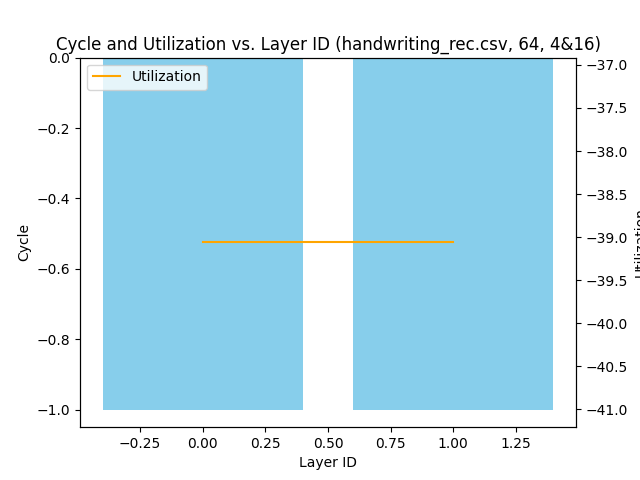 Cycle and Utilization vs. Layer ID (handwriting_rec.csv, 64, 4&16)
Utilization
0.0
−0.2
−0.4
−0.6
−0.8
−1.0
Cycle
−37.0
−37.5
−38.0
−38.5
−39.0
−39.5
−40.0
−40.5
−41.0
Utilization
−0.25 0.00 0.25 0.50 0.75 1.00 1.25
Layer ID